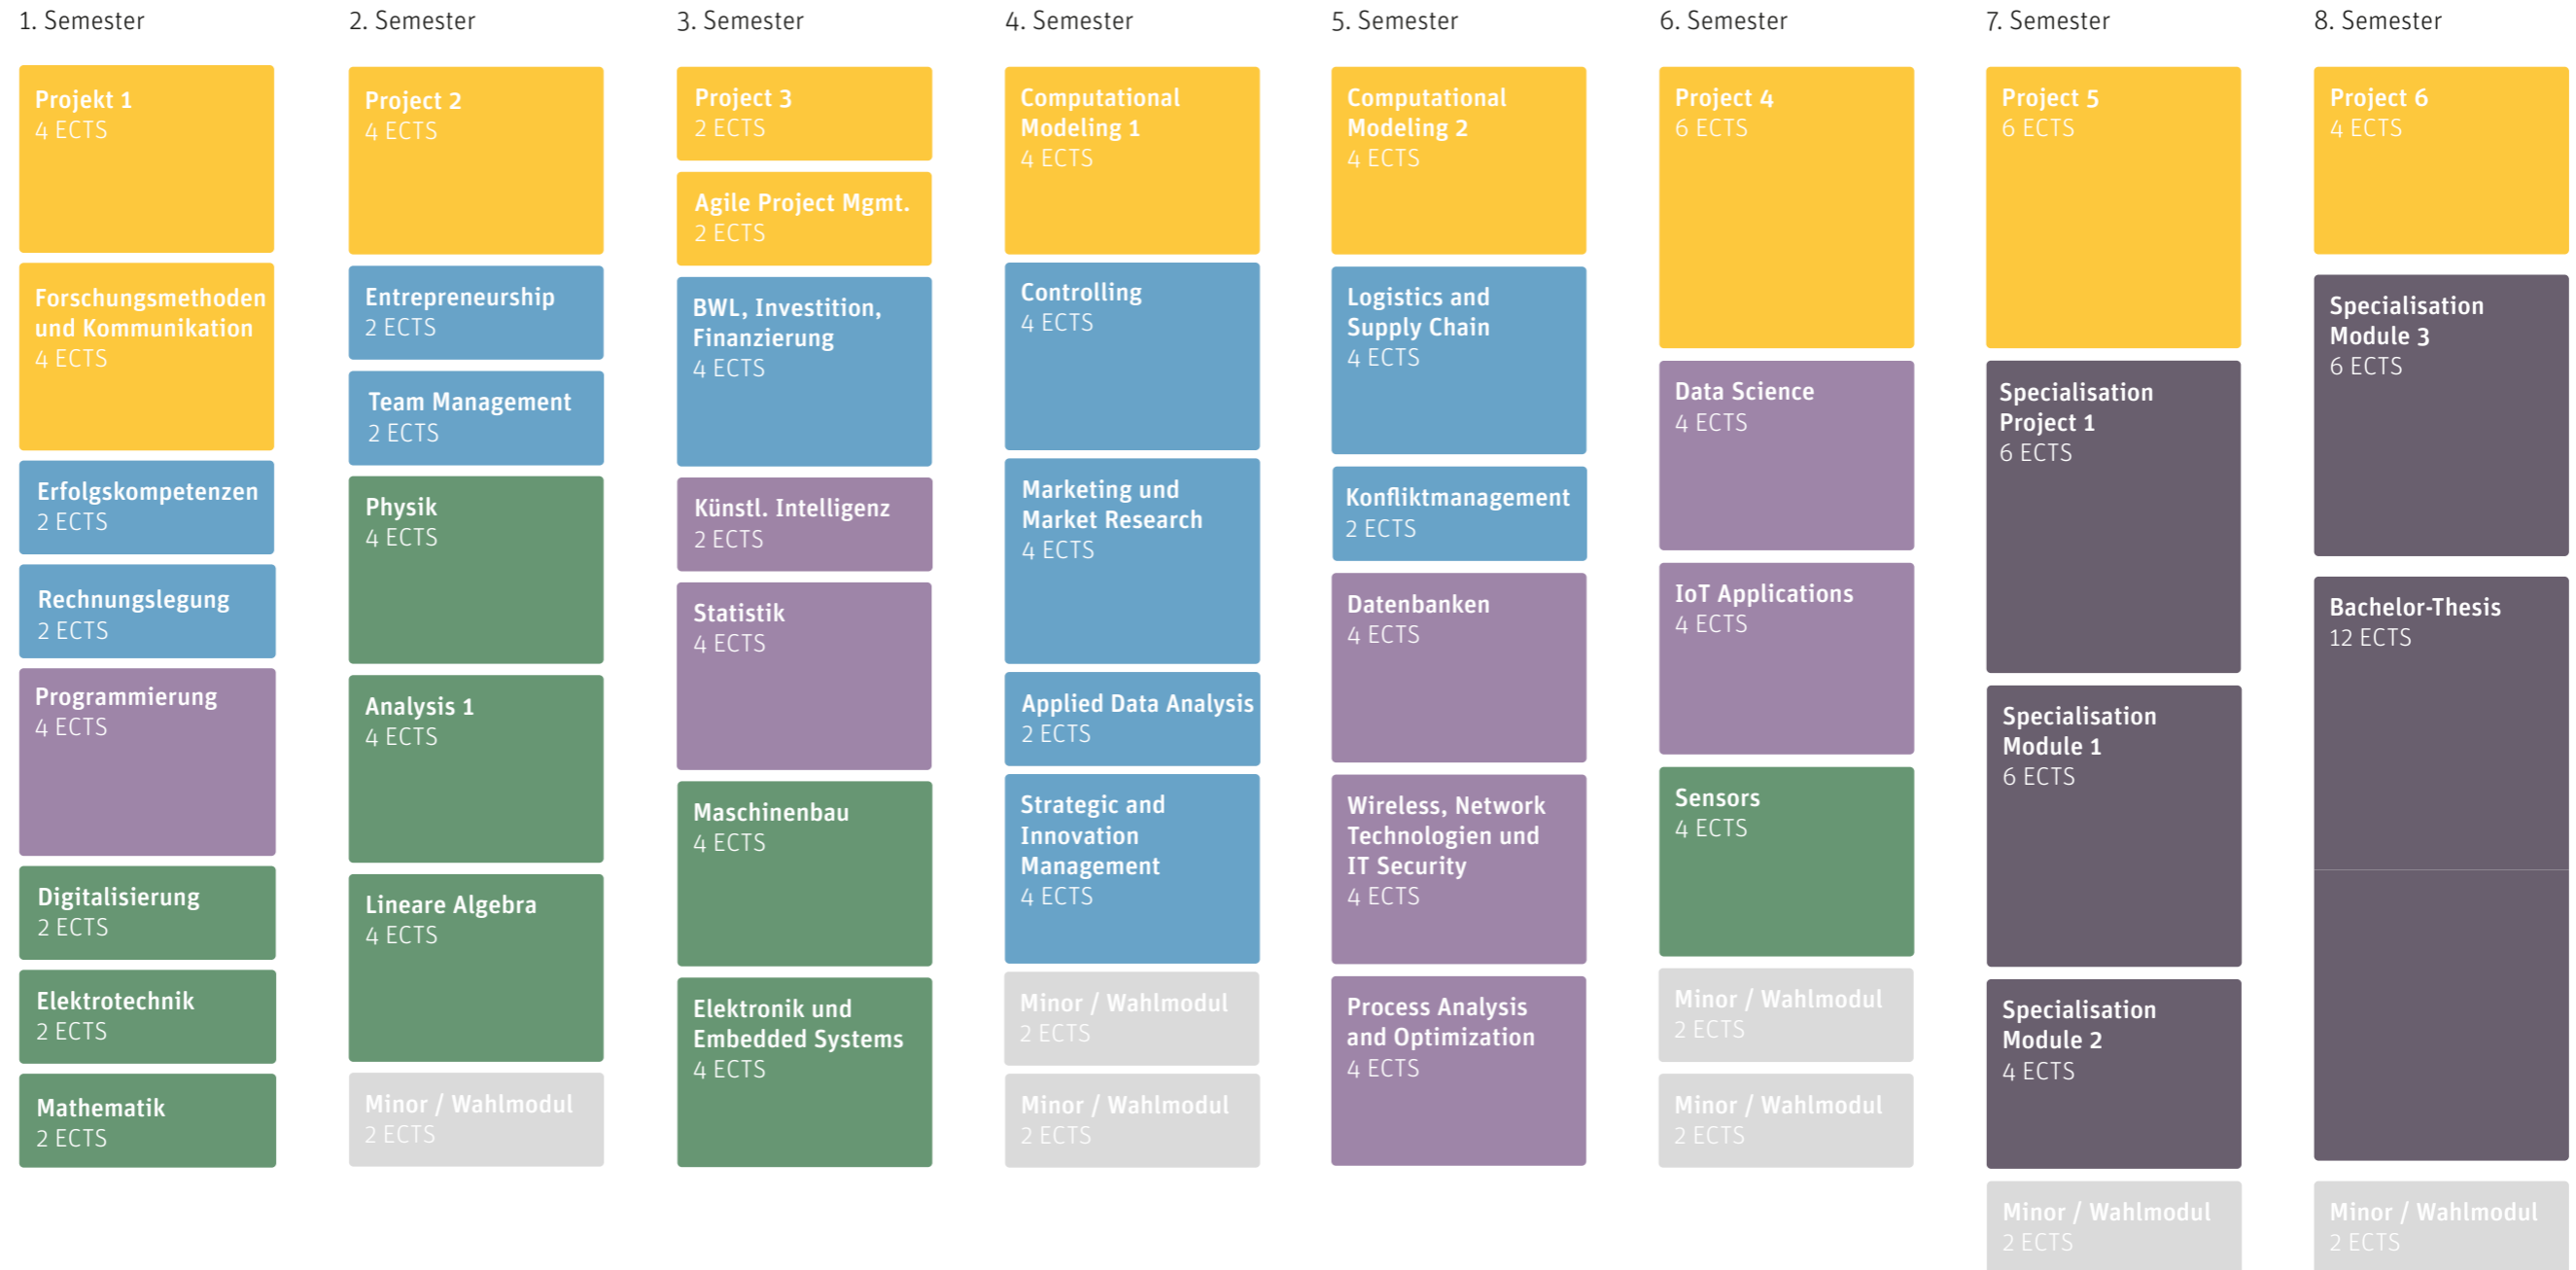 1. Semester
Projekt 1
4 ECTS
Forschungsmethoden
und Kommunikation
4 ECTS
Erfolgskompetenzen
2 ECTS
Rechnungslegung
2 ECTS
Programmierung
4 ECTS
Digitalisierung
2 ECTS
Elektrotechnik
2 ECTS
Mathematik
2 ECTS
2. Semester
Project 2
4 ECTS
Entrepreneurship
2 ECTS
Team Management
2 ECTS
Physik
4 ECTS
Analysis 1
4 ECTS
Lineare Algebra
4 ECTS
Minor / Wahlmodul
2 ECTS
3. Semester
Project 3
2 ECTS
Agile Project Mgmt.
2 ECTS
BWL, Investition,
Finanzierung
4 ECTS
Künstl. Intelligenz
2 ECTS
Statistik
4 ECTS
Maschinenbau
4 ECTS
Elektronik und
Embedded Systems
4 ECTS
4. Semester
Computational
Modeling 1
4 ECTS
Controlling
4 ECTS
Marketing und
Market Research
4 ECTS
Applied Data Analysis
2 ECTS
Strategic and
Innovation
Management
4 ECTS
Minor / Wahlmodul
2 ECTS
Minor / Wahlmodul
2 ECTS
5. Semester
Computational
Modeling 2
4 ECTS
Logistics and
Supply Chain
4 ECTS
Konfliktmanagement
2 ECTS
Datenbanken
4 ECTS
Wireless, Network
Technologien und
IT Security
4 ECTS
Process Analysis
and Optimization
4 ECTS
6. Semester
Project 4
6 ECTS
Data Science
4 ECTS
IoT Applications
4 ECTS
Sensors
4 ECTS
Minor / Wahlmodul
2 ECTS
Minor / Wahlmodul
2 ECTS
7. Semester
Project 5
6 ECTS
Specialisation
Project 1
6 ECTS
Specialisation
Module 1
6 ECTS
Specialisation
Module 2
4 ECTS
Minor / Wahlmodul
2 ECTS
8. Semester
Project 6
4 ECTS
Specialisation
Module 3
6 ECTS
Bachelor-Thesis
12 ECTS
Minor / Wahlmodul
2 ECTS